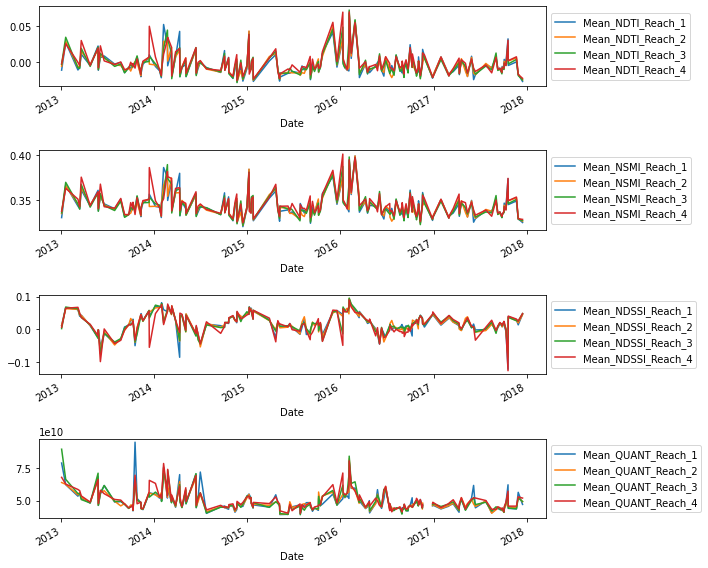 0.05
0.00
2013 2014 2015 2016 2017 2018
Date
Mean_NDTI_Reach_1
Mean_NDTI_Reach_2
Mean_NDTI_Reach_3
Mean_NDTI_Reach_4
0.40
0.35
2013 2014 2015 2016 2017 2018
Date
Mean_NSMI_Reach_1
Mean_NSMI_Reach_2
Mean_NSMI_Reach_3
Mean_NSMI_Reach_4
0.1
0.0
−0.1
2013 2014 2015 2016 2017 2018
Date
Mean_NDSSI_Reach_1
Mean_NDSSI_Reach_2
Mean_NDSSI_Reach_3
Mean_NDSSI_Reach_4
1e10
7.5
5.0
2013 2014 2015 2016 2017 2018
Date
Mean_QUANT_Reach_1
Mean_QUANT_Reach_2
Mean_QUANT_Reach_3
Mean_QUANT_Reach_4